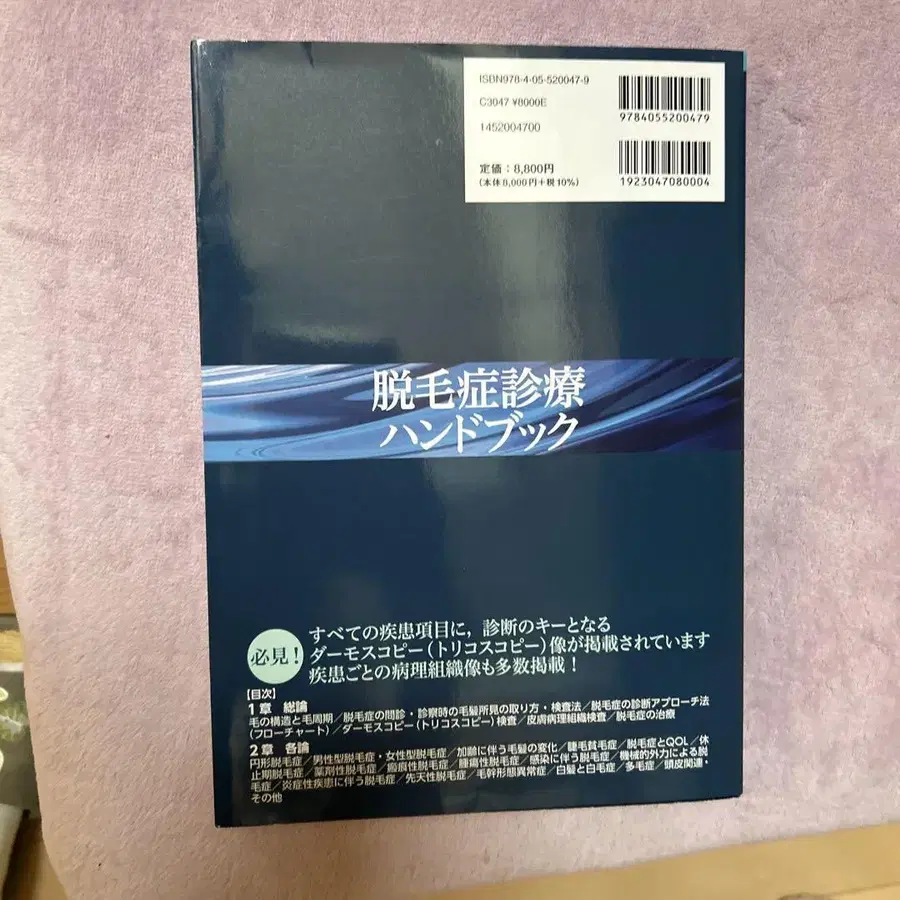 ISBN978-4-05-520047-9
C3047 ¥8000E
1452004700
9784055200479
定価:8,800円
(本体8,000円+税10%)
1923047080004
脱毛症診療
ハンドブック
必見!
すべての疾患項目に,診断のキーとなる
ダーモスコピー(トリコスコピー)像が掲載されています
疾患ごとの病理組織像も多数掲載!
【目次】
1章 総論
毛の構造と毛周期/脱毛症の問診・診察時の毛髪所見の取り方・検査法/脱毛症の診断アプローチ法
(フローチャート)/ダーモスコピー(トリコスコピー)検査/皮膚病理組織検査/脱毛症の治療
2章 各論
円形脱毛症/男性型脱毛症・女性型脱毛症/加齢に伴う毛髪の変化/睫毛貧毛症/脱毛症とQOL/休
止期脱毛症/薬剤性脱毛症/瘢痕性脱毛症/腫瘍性脱毛症/感染に伴う脱毛症/機械的外力による脱
毛症/炎症性疾患に伴う脱毛症/先天性脱毛症/毛幹形態異常症/白髪と白毛症/多毛症/頭皮関連・
その他